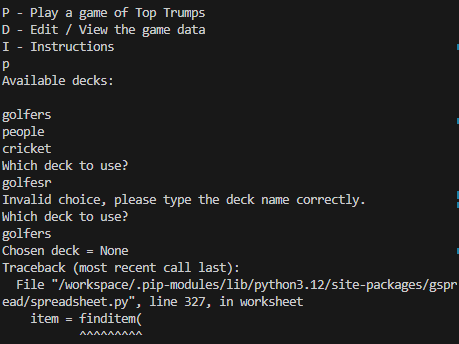 P - Play a game of Top Trumps
D - Edit / View the game data
I - Instructions
p
Available decks:
golfers
people
cricket
Which deck to use?
golfesr
Invalid choice, please type the deck name correctly.
Which deck to use?
golfers
Chosen deck = None
Traceback (most recent call last):
  File "/workspace/.pip-modules/lib/python3.12/site-packages/gspr
ead/spreadsheet.py", line 327, in worksheet
    item = finditem(
           ^^^^^^^^^